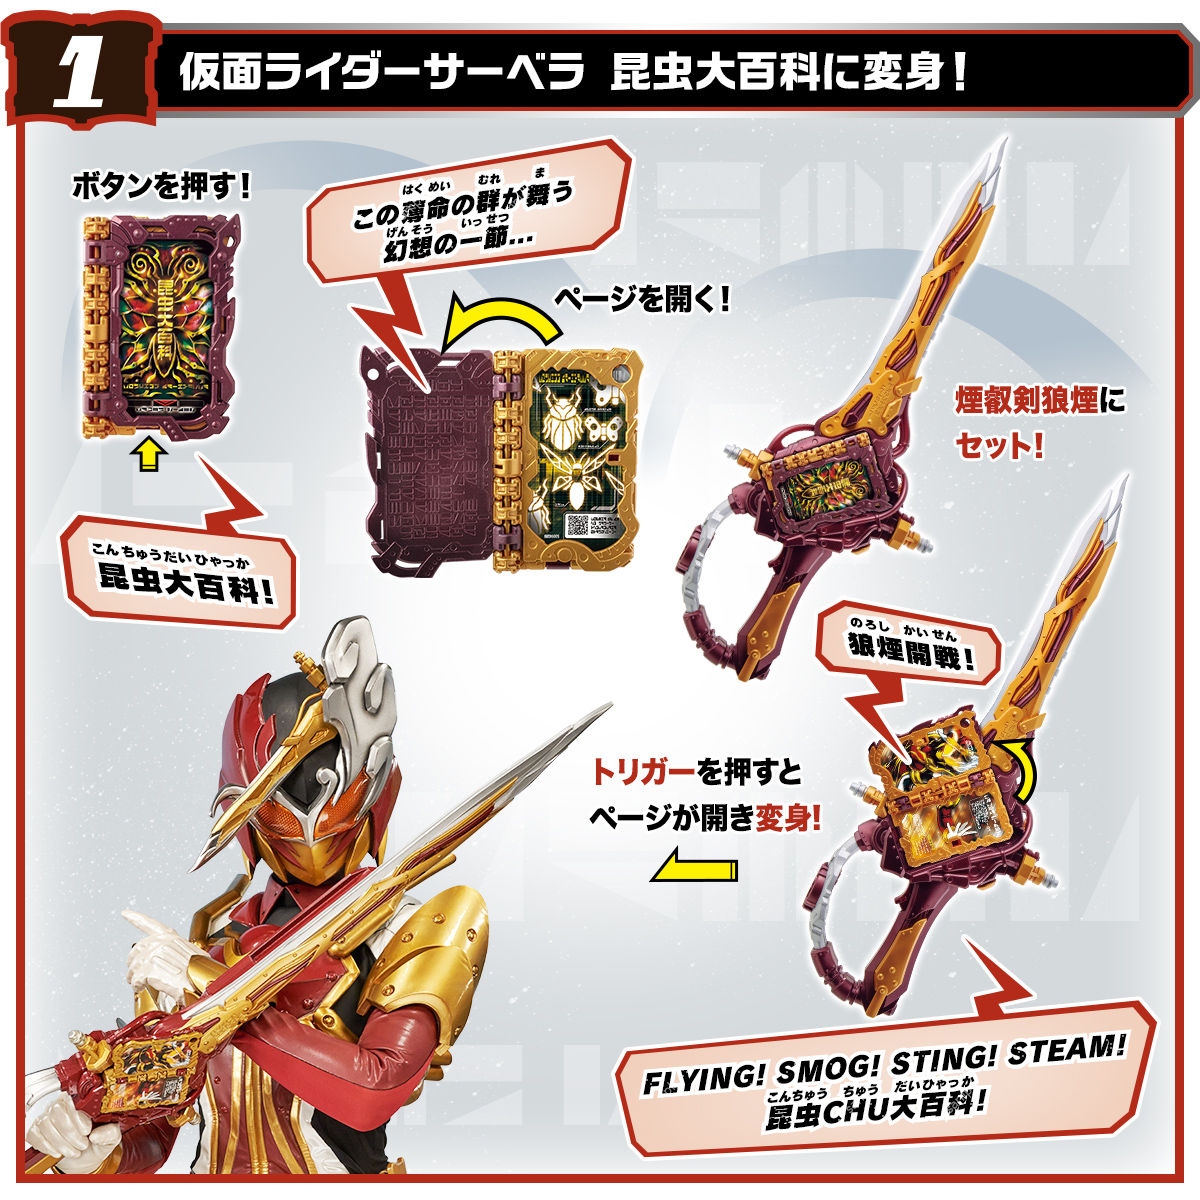 1
仮面ライダーサーベラ 昆虫大百科に変身!
ボタンを押す!
はくめい むれ ま
この薄命の群が舞う
げんそう いっせつ
幻想の一節…
ページを開く!
昆虫大百科
煙叡剣狼煙に
セット!
こんちゅうだいひゃっか
昆虫大百科!
のろし かいせん
狼煙開戦!
トリガーを押すと
ページが開き変身!
FLYING! SMOG! STING! STEAM!
こんちゅう ちゅう だいひゃっか
昆虫CHU大百科!